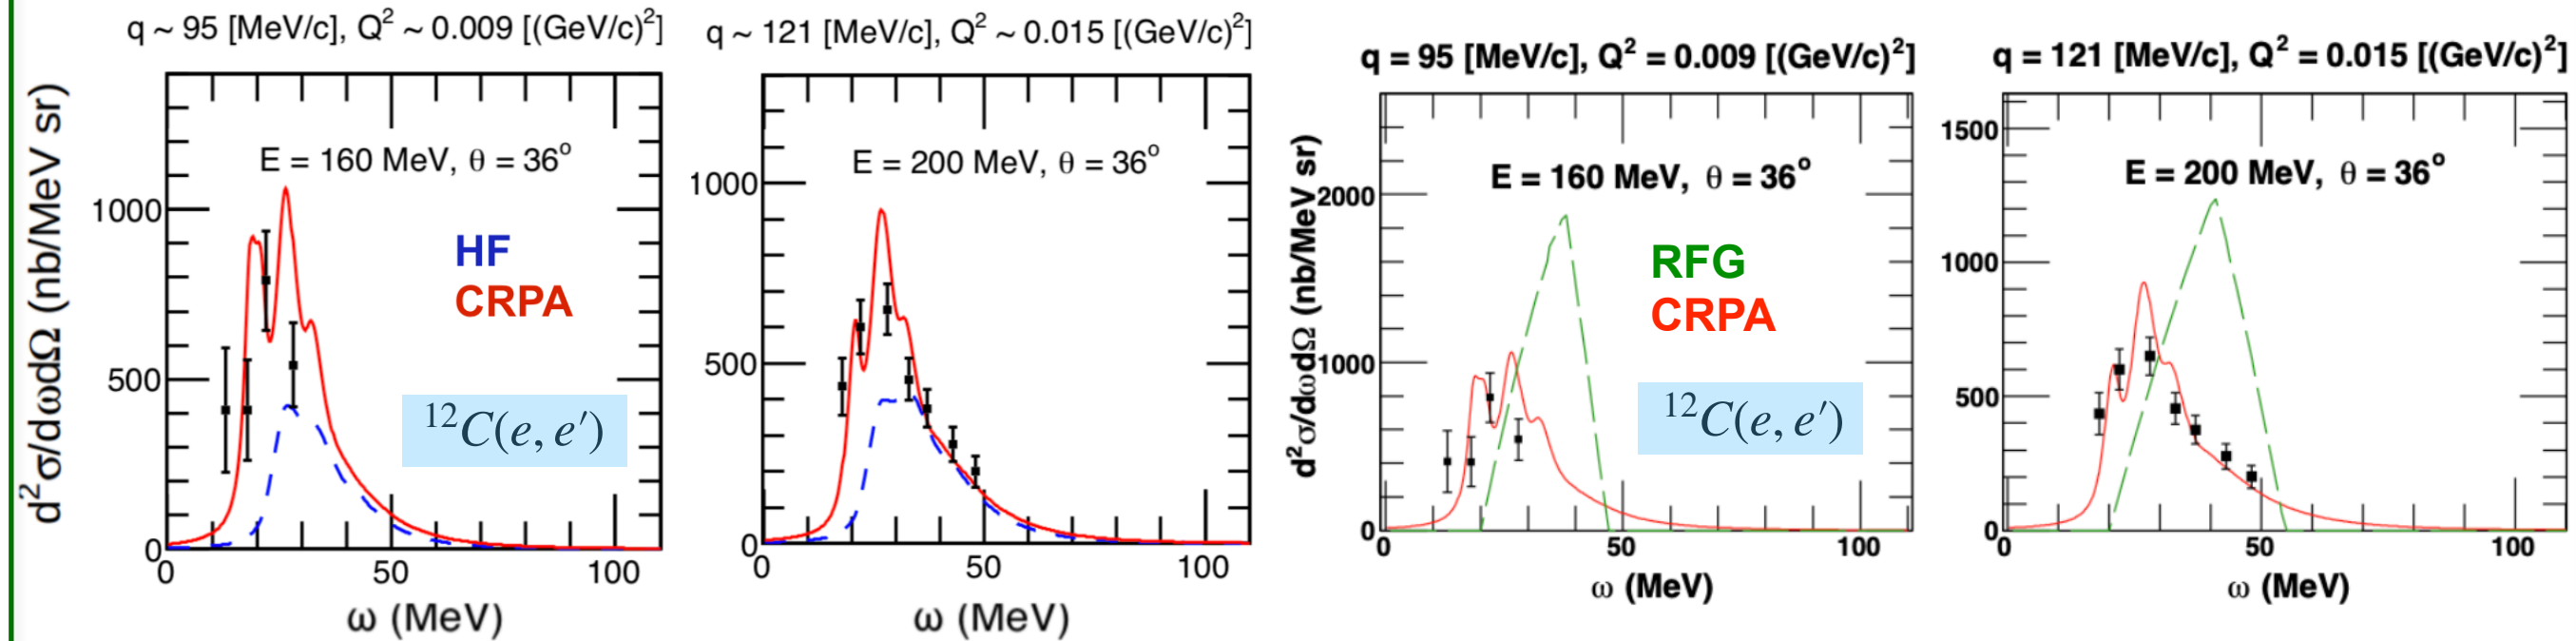 q ~ 95 [MeV/c], Q² ~ 0.009 [(GeV/c)²]
d²σ/dωdΩ (nb/MeV sr)
E = 160 MeV, θ = 36°
HF
CRPA
¹²C(e, e′)
1000
500
0
0 50 100
ω (MeV)
q ~ 121 [MeV/c], Q² ~ 0.015 [(GeV/c)²]
E = 200 MeV, θ = 36°
1000
500
0
0 50 100
ω (MeV)
q = 95 [MeV/c], Q² = 0.009 [(GeV/c)²]
d²σ/dωdΩ (nb/MeV sr)
E = 160 MeV, θ = 36°
RFG
CRPA
¹²C(e, e′)
2000
1000
0
0 50 100
ω (MeV)
q = 121 [MeV/c], Q² = 0.015 [(GeV/c)²]
E = 200 MeV, θ = 36°
1500
1000
500
0
0 50 100
ω (MeV)